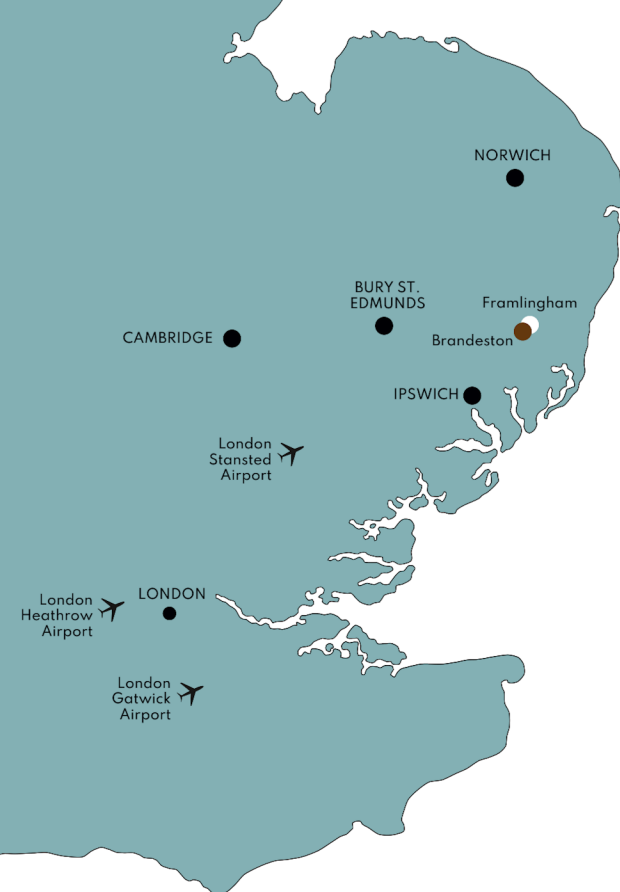 NORWICH
BURY ST.
EDMUNDS
Framlingham
CAMBRIDGE
Brandeston
IPSWICH
London
Stansted
Airport
London
Heathrow
Airport
LONDON
London
Gatwick
Airport